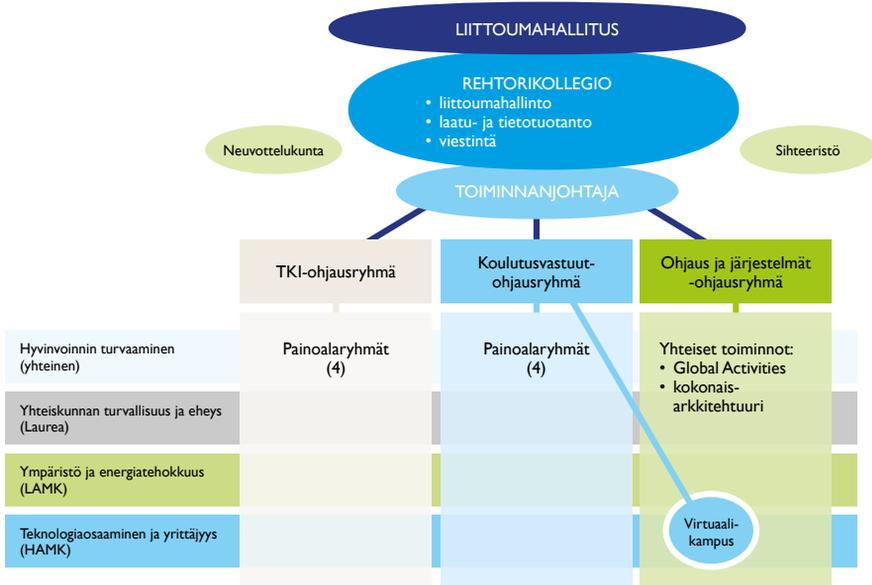 LIITTOUMAHALLITUS
REHTORIKOLLEGIO
• liittoumahallinto
• laatu- ja tietotuotanto
• viestintä
Neuvottelukunta
Sihteeristö
TOIMINNANJOHTAJA
TKI-ohjausryhmä
Koulutusvastuut-
ohjausryhmä
Ohjaus ja järjestelmät
-ohjausryhmä
Hyvinvoinnin turvaaminen
(yhteinen)
Painoalaryhmät
(4)
Painoalaryhmät
(4)
Yhteiset toiminnot:
• Global Activities
• kokonais-
arkkitehtuuri
Yhteiskunnan turvallisuus ja eheys
(Laurea)
Ympäristö ja energiatehokkuus
(LAMK)
Teknologiaosaaminen ja yrittäjyys
(HAMK)
Virtuaali-
kampus